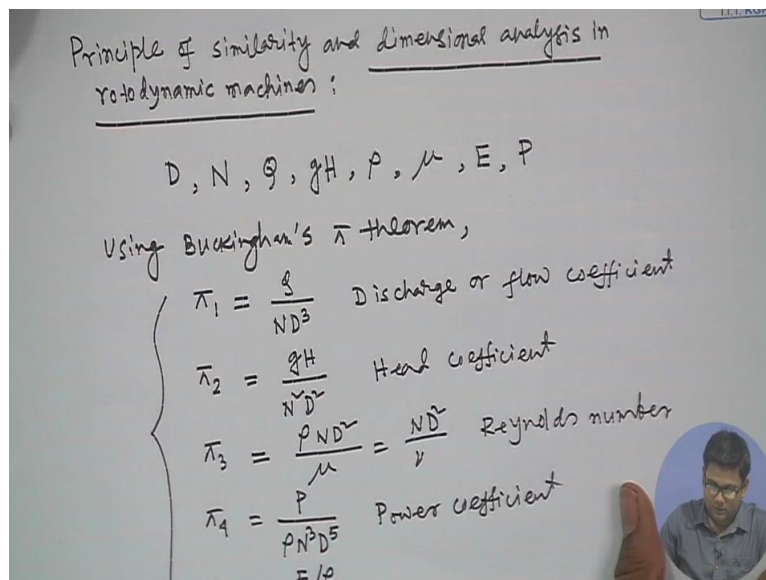 I.I.T. KGP
Principle of similarity and dimensional analysis in
rotodynamic machines :
D, N, Q, gH, ρ, μ, E, P
Using Buckingham's π theorem,
π₁ = Q/ND³ Discharge or flow coefficient
π₂ = gH/N²D² Head coefficient
π₃ = ρND²/μ = ND²/ν Reynolds number
π₄ = P/ρN³D⁵ Power coefficient
E/ρ